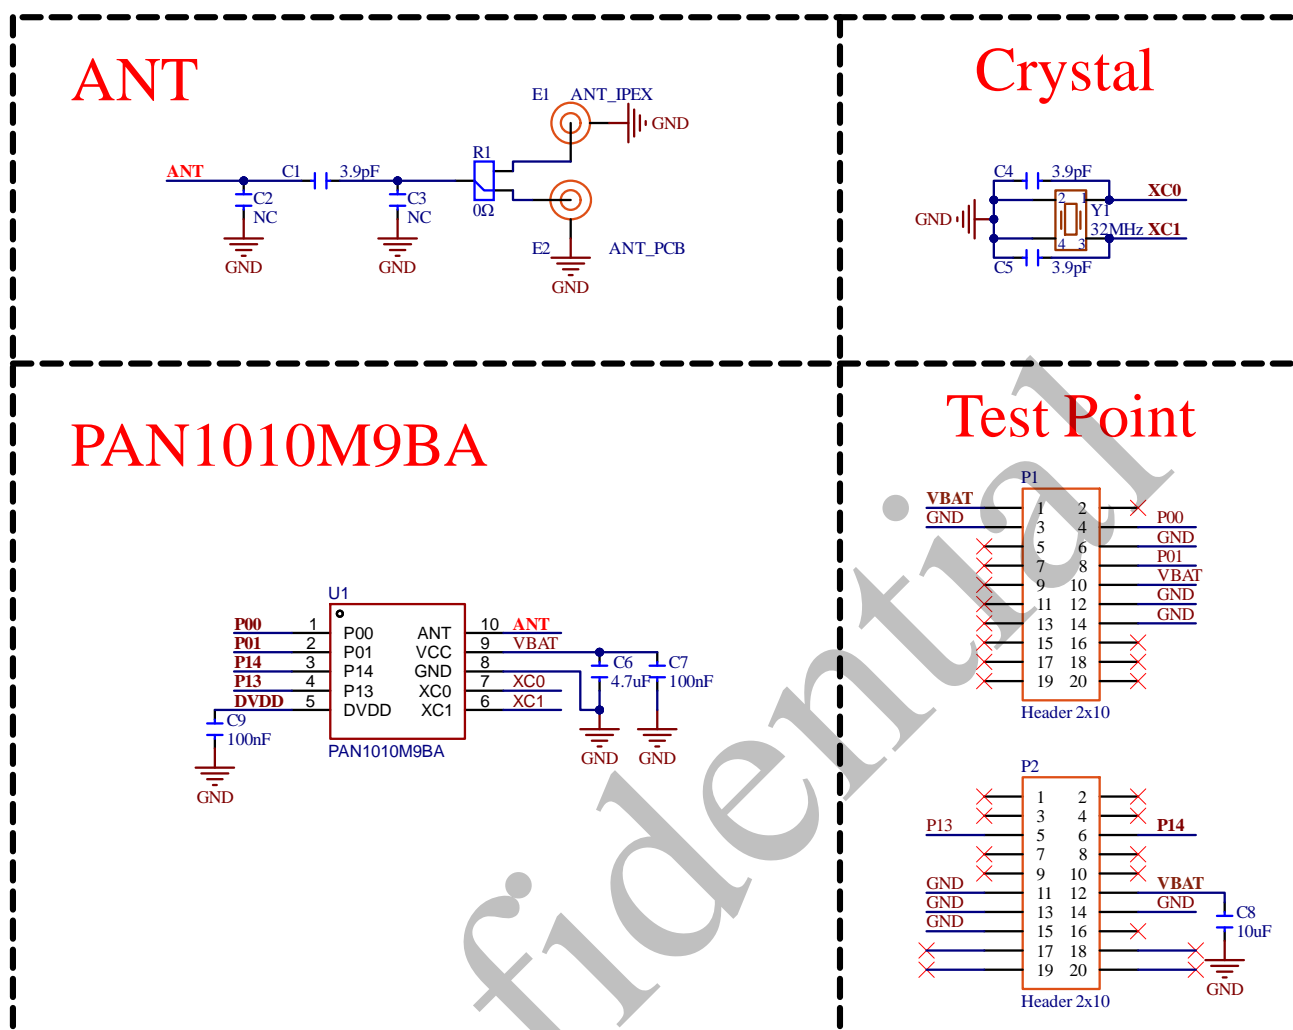 ANT
E1 ANT_IPEX
GND
ANT
C1 3.9pF
R1
C2
NC
C3
NC
0Ω
E2 ANT_PCB
GND
GND
GND
Crystal
C4 3.9pF
2 1
XC0
GND
Y1
32MHz XC1
4 3
C5 3.9pF
PAN1010M9BA
U1
P00 1 P00 ANT 10 ANT
P01 2 P01 VCC 9 VBAT
P14 3 P14 GND 8
P13 4 P13 XC0 7 XC0
DVDD 5 DVDD XC1 6 XC1
C6
4.7uF
C7
100nF
C9
100nF
PAN1010M9BA
GND
GND
GND
Test Point
P1
VBAT 1 2
GND 3 4 P00
5 6 GND
7 8 P01
9 10 VBAT
11 12 GND
13 14 GND
15 16
17 18
19 20
Header 2x10
P2
1 2
3 4
P13 5 6 P14
7 8
9 10
GND 11 12 VBAT
GND 13 14 GND
GND 15 16
17 18
19 20
C8
10uF
GND
Header 2x10
fidential